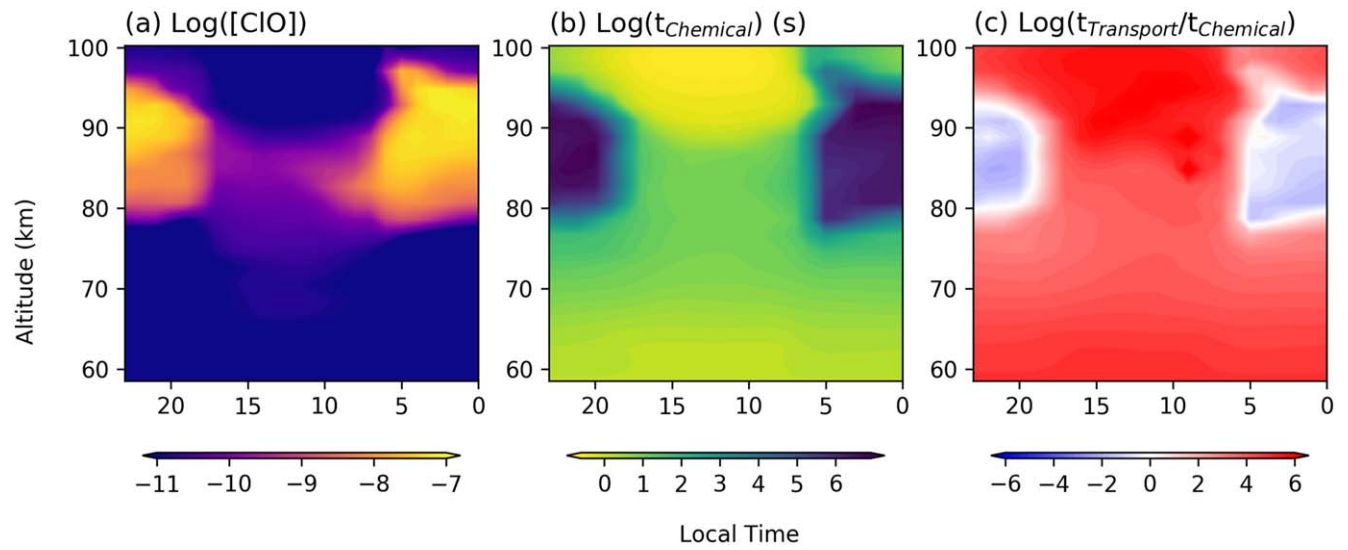 (a) Log([ClO])
(b) Log(t_Chemical) (s)
(c) Log(t_Transport/t_Chemical)
Altitude (km)
100
90
80
70
60
100
90
80
70
60
100
90
80
70
60
20 15 10 5 0
20 15 10 5 0
20 15 10 5 0
−11 −10 −9 −8 −7
0 1 2 3 4 5 6
−6 −4 −2 0 2 4 6
Local Time